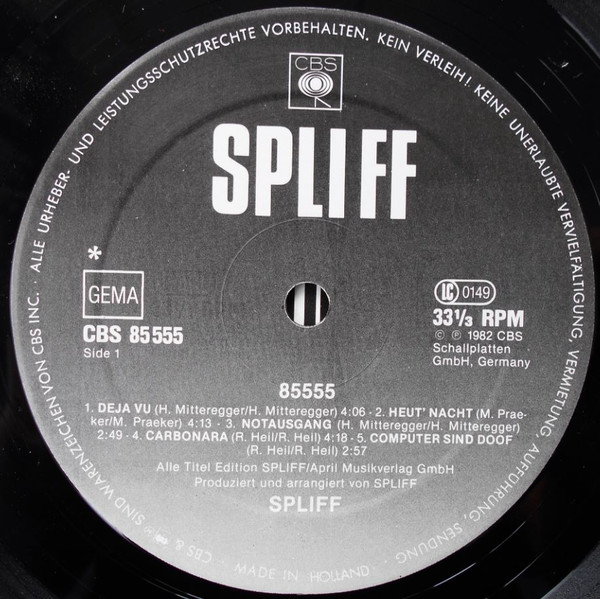 · ALLE URHEBER- UND LEISTUNGSSCHUTZRECHTE VORBEHALTEN. KEIN VERLEIH! KEINE UNERLAUBTE VERVIELFÄLTIGUNG, VERMIETUNG, AUFFÜHRUNG, SENDUNG
CBS
SPLIFF
*
GEMA
CBS 85555
Side 1
LC 0149
33⅓ RPM
© ℗ 1982 CBS
Schallplatten
GmbH, Germany
85555
1. DEJA VU (H. Mitteregger/H. Mitteregger) 4:06 - 2. HEUT' NACHT (M. Prae-
ker/M. Praeker) 4:13 - 3. NOTAUSGANG (H. Mitteregger/H. Mitteregger)
2:49 - 4. CARBONARA (R. Heil/R. Heil) 4:18 - 5. COMPUTER SIND DOOF
(R. Heil/R. Heil) 2:57
Alle Titel Edition SPLIFF/April Musikverlag GmbH
Produziert und arrangiert von SPLIFF
SPLIFF
· MADE IN HOLLAND ·
CBS & SIND WARENZEICHEN VON CBS INC.